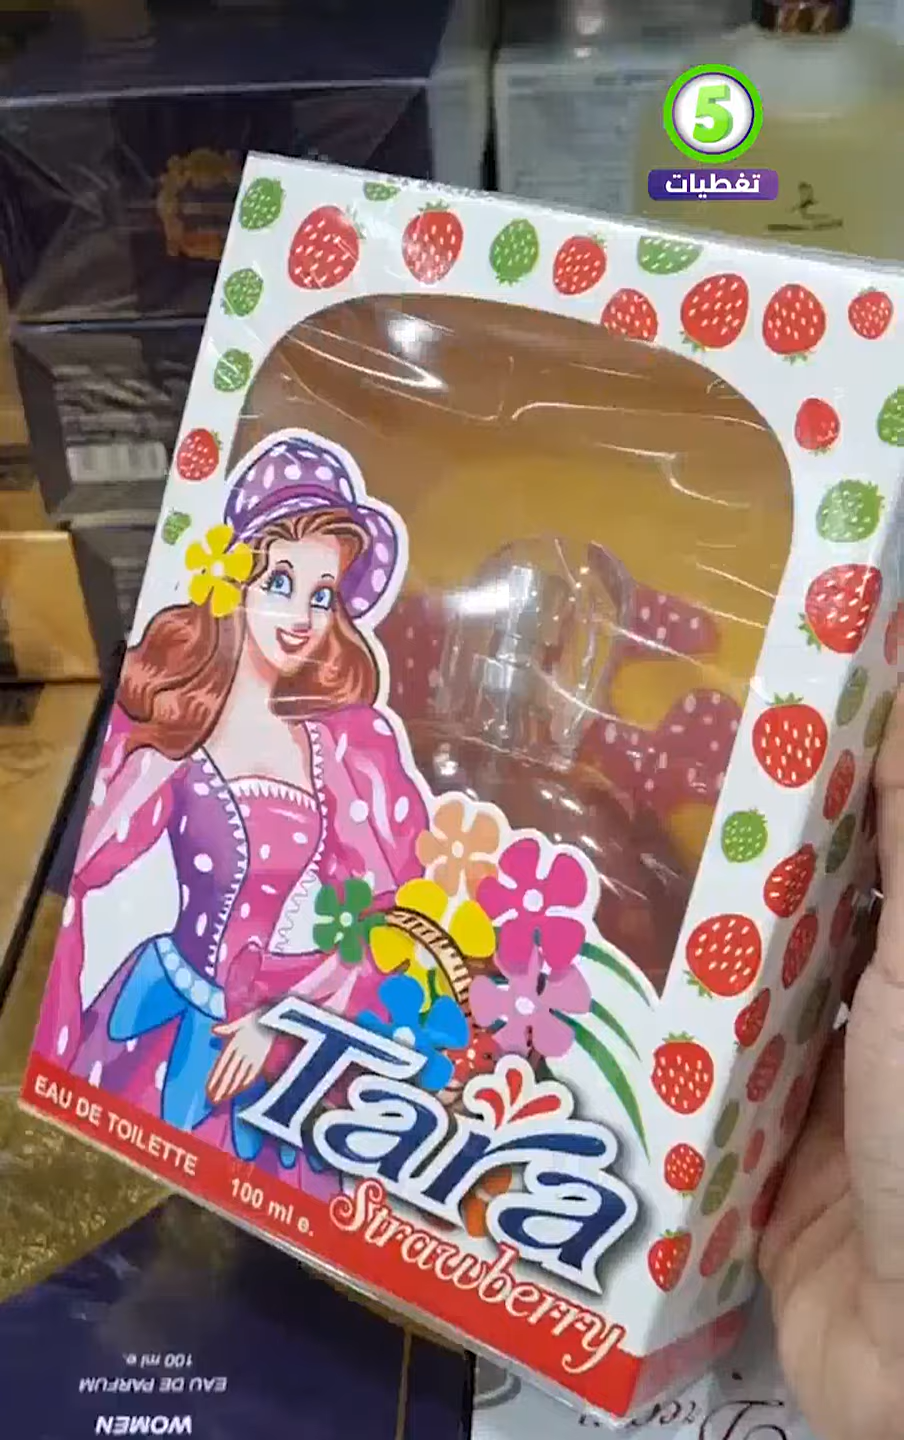 5
تغطيات
Tara
Strawberry
EAU DE TOILETTE 100 ml e.
100 ml e.
EAU DE PARFUM
WOMEN